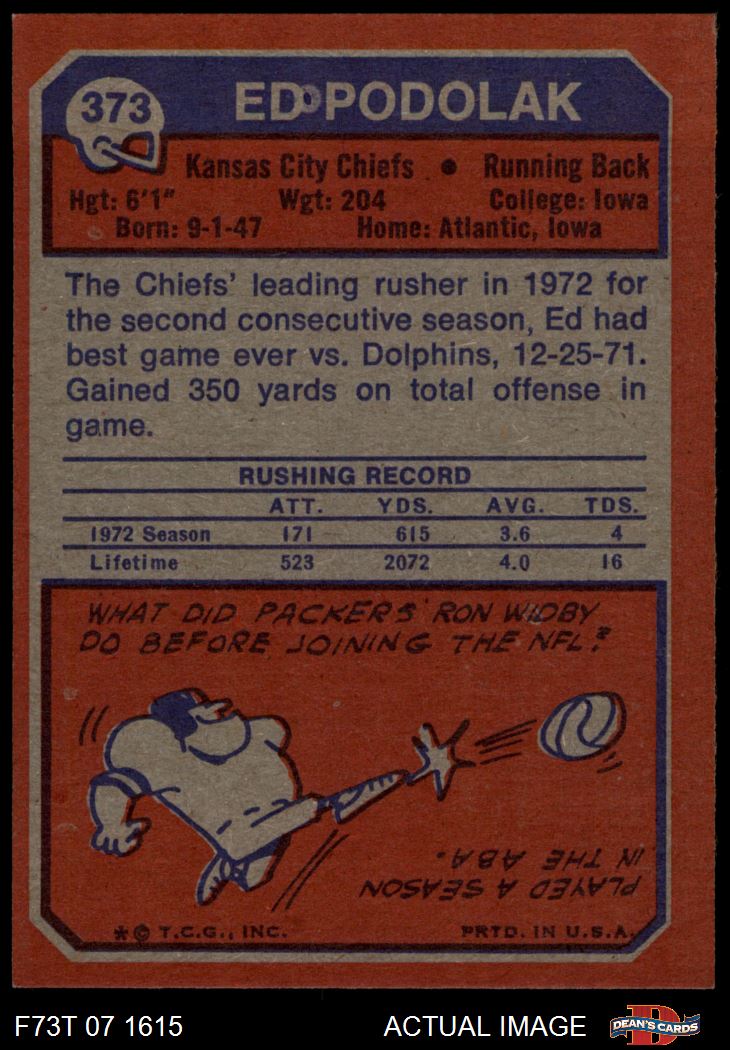 373
ED PODOLAK
Kansas City Chiefs • Running Back
Hgt: 6'1" Wgt: 204 College: Iowa
Born: 9-1-47 Home: Atlantic, Iowa
The Chiefs' leading rusher in 1972 for
the second consecutive season, Ed had
best game ever vs. Dolphins, 12-25-71.
Gained 350 yards on total offense in
game.
RUSHING RECORD
ATT. YDS. AVG. TDS.
1972 Season 171 615 3.6 4
Lifetime 523 2072 4.0 16
WHAT DID PACKERS' RON WIDBY
DO BEFORE JOINING THE NFL?
PLAYED A SEASON
IN THE ABA.
* © T.C.G., INC. PRTD. IN U.S.A.
F73T 07 1615 ACTUAL IMAGE DEAN'S CARDS